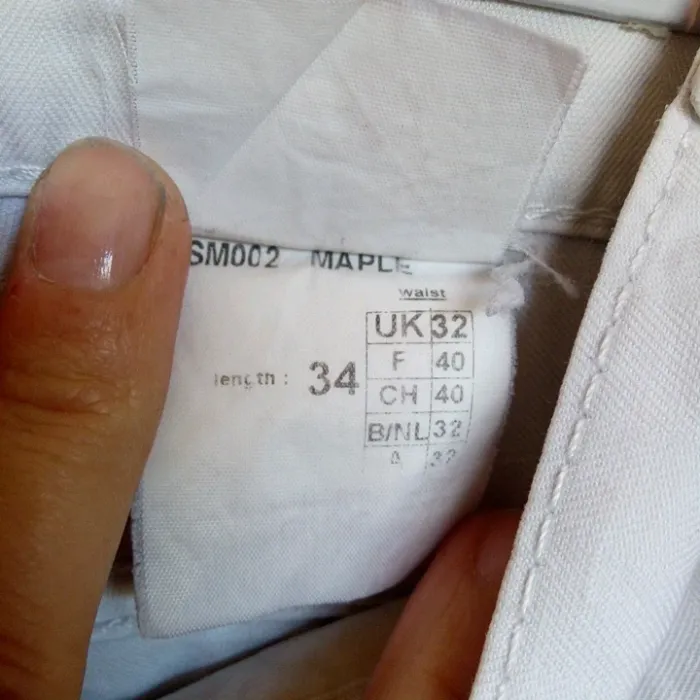 SM002 MAPLE
waist
UK 32
F 40
length : 34
CH 40
B/NL 32
A 32